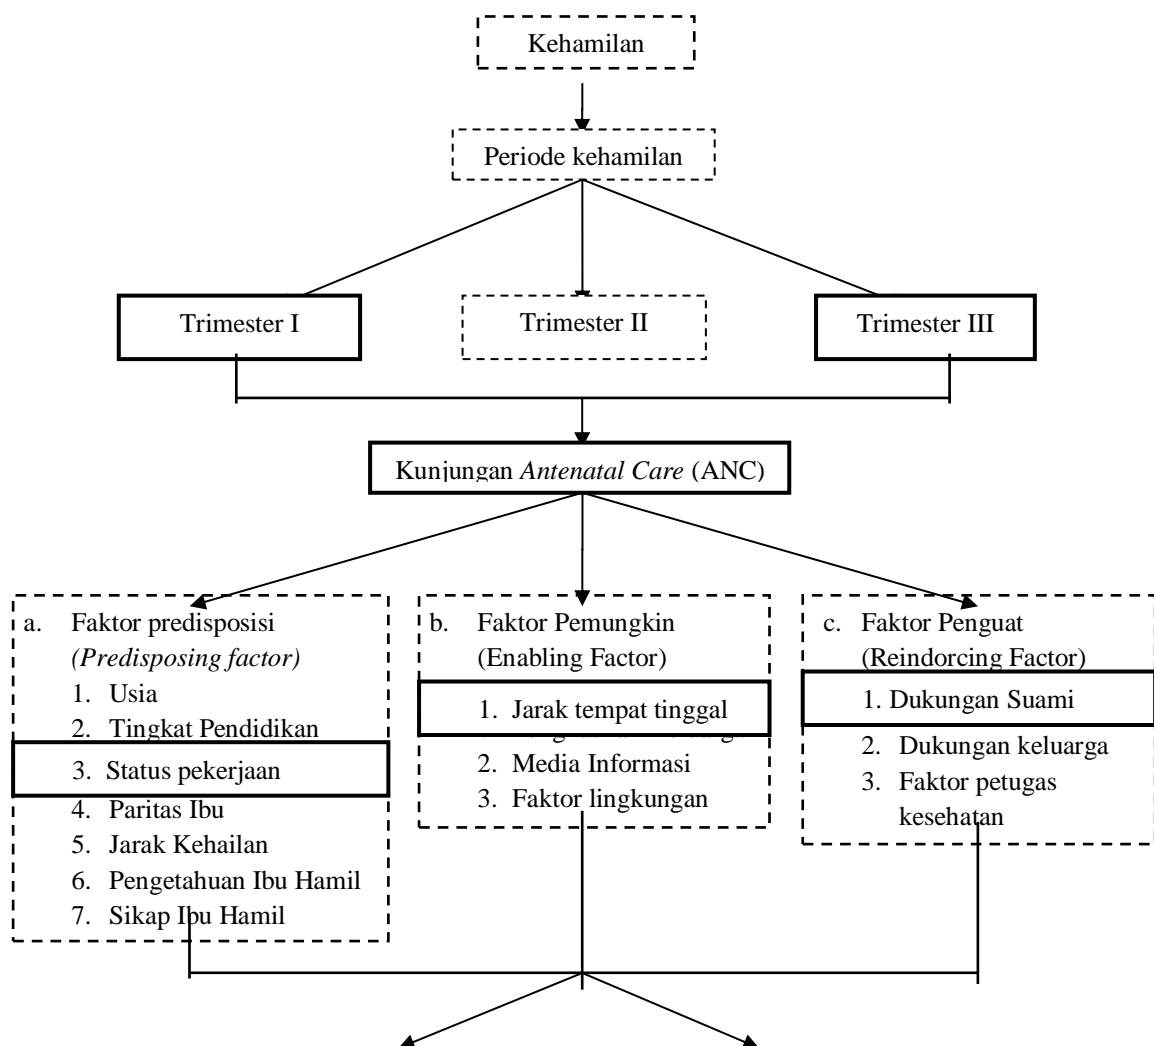 Kehamilan
Periode kehamilan
Trimester I
Trimester II
Trimester III
Kunjungan Antenatal Care (ANC)
a. Faktor predisposisi
(Predisposing factor)
1. Usia
2. Tingkat Pendidikan
3. Status pekerjaan
4. Paritas Ibu
5. Jarak Kehailan
6. Pengetahuan Ibu Hamil
7. Sikap Ibu Hamil
b. Faktor Pemungkin
(Enabling Factor)
1. Jarak tempat tinggal
2. Media Informasi
3. Faktor lingkungan
c. Faktor Penguat
(Reindorcing Factor)
1. Dukungan Suami
2. Dukungan keluarga
3. Faktor petugas
kesehatan